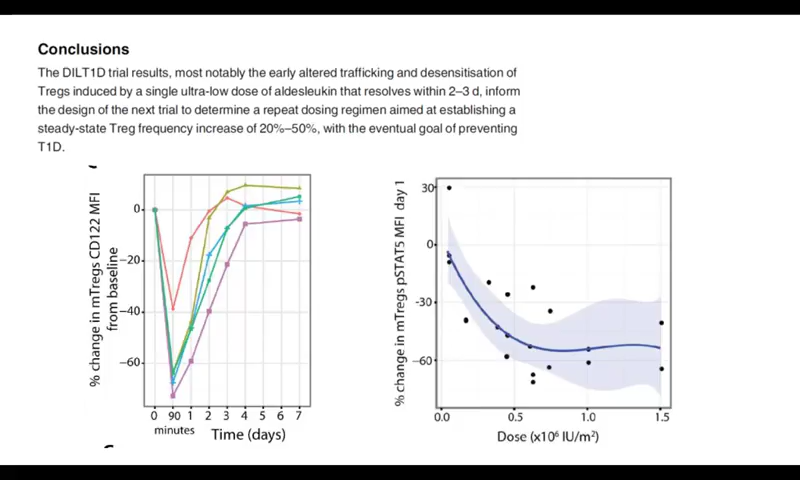 Conclusions
The DILT1D trial results, most notably the early altered trafficking and desensitisation of
Tregs induced by a single ultra-low dose of aldesleukin that resolves within 2–3 d, inform
the design of the next trial to determine a repeat dosing regimen aimed at establishing a
steady-state Treg frequency increase of 20%–50%, with the eventual goal of preventing
T1D.
% change in mTregs CD122 MFI
from baseline
0
-20
-40
-60
0 90 1 2 3 4 5 6 7
minutes
Time (days)
% change in mTregs pSTAT5 MFI day 1
30
0
-30
-60
0.0 0.5 1.0 1.5
Dose (x10⁶ IU/m²)